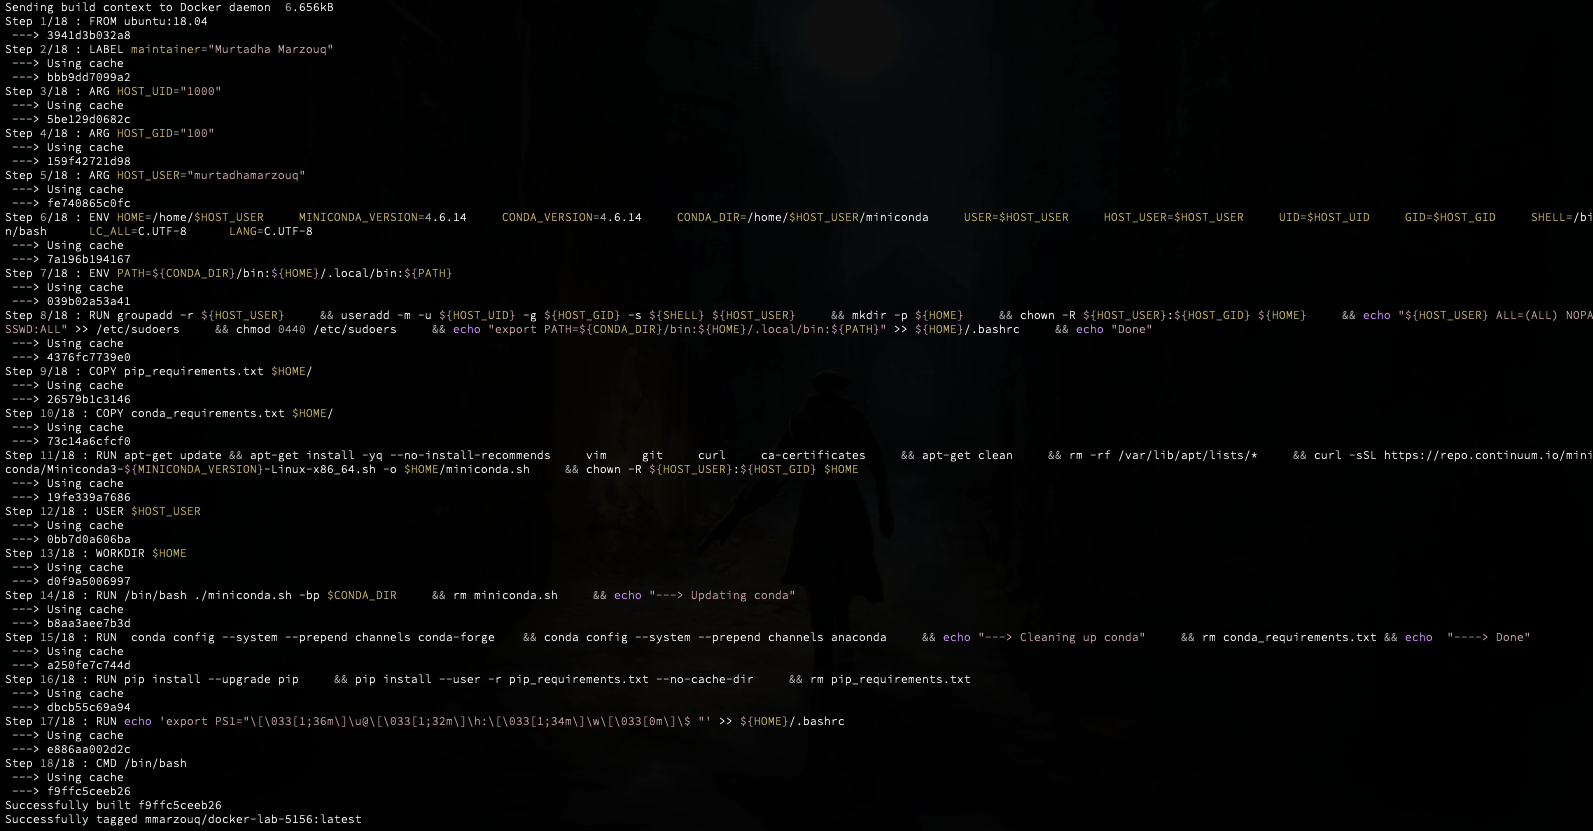 Sending build context to Docker daemon  6.656kB
Step 1/18 : FROM ubuntu:18.04
 ---> 3941d3b032a8
Step 2/18 : LABEL maintainer="Murtadha Marzouq"
 ---> Using cache
 ---> bbb9dd7099a2
Step 3/18 : ARG HOST_UID="1000"
 ---> Using cache
 ---> 5be129d0682c
Step 4/18 : ARG HOST_GID="100"
 ---> Using cache
 ---> 159f42721d98
Step 5/18 : ARG HOST_USER="murtadhamarzouq"
 ---> Using cache
 ---> fe740865c0fc
Step 6/18 : ENV HOME=/home/$HOST_USER     MINICONDA_VERSION=4.6.14     CONDA_VERSION=4.6.14     CONDA_DIR=/home/$HOST_USER/miniconda     USER=$HOST_USER     HOST_USER=$HOST_USER     UID=$HOST_UID     GID=$HOST_GID     SHELL=/bi
n/bash      LC_ALL=C.UTF-8      LANG=C.UTF-8
 ---> Using cache
 ---> 7a196b194167
Step 7/18 : ENV PATH=${CONDA_DIR}/bin:${HOME}/.local/bin:${PATH}
 ---> Using cache
 ---> 039b02a53a41
Step 8/18 : RUN groupadd -r ${HOST_USER}     && useradd -m -u ${HOST_UID} -g ${HOST_GID} -s ${SHELL} ${HOST_USER}     && mkdir -p ${HOME}     && chown -R ${HOST_USER}:${HOST_GID} ${HOME}     && echo "${HOST_USER} ALL=(ALL) NOPA
SSWD:ALL" >> /etc/sudoers     && chmod 0440 /etc/sudoers     && echo "export PATH=${CONDA_DIR}/bin:${HOME}/.local/bin:${PATH}" >> ${HOME}/.bashrc     && echo "Done"
 ---> Using cache
 ---> 4376fc7739e0
Step 9/18 : COPY pip_requirements.txt $HOME/
 ---> Using cache
 ---> 26579b1c3146
Step 10/18 : COPY conda_requirements.txt $HOME/
 ---> Using cache
 ---> 73c14a6cfcf0
Step 11/18 : RUN apt-get update && apt-get install -yq --no-install-recommends     vim     git     curl     ca-certificates     && apt-get clean     && rm -rf /var/lib/apt/lists/*     && curl -sSL https://repo.continuum.io/mini
conda/Miniconda3-${MINICONDA_VERSION}-Linux-x86_64.sh -o $HOME/miniconda.sh     && chown -R ${HOST_USER}:${HOST_GID} $HOME
 ---> Using cache
 ---> 19fe339a7686
Step 12/18 : USER $HOST_USER
 ---> Using cache
 ---> 0bb7d0a606ba
Step 13/18 : WORKDIR $HOME
 ---> Using cache
 ---> d0f9a5006997
Step 14/18 : RUN /bin/bash ./miniconda.sh -bp $CONDA_DIR     && rm miniconda.sh     && echo "---> Updating conda"
 ---> Using cache
 ---> b8aa3aee7b3d
Step 15/18 : RUN  conda config --system --prepend channels conda-forge    && conda config --system --prepend channels anaconda     && echo "---> Cleaning up conda"     && rm conda_requirements.txt && echo  "----> Done"
 ---> Using cache
 ---> a250fe7c744d
Step 16/18 : RUN pip install --upgrade pip     && pip install --user -r pip_requirements.txt --no-cache-dir     && rm pip_requirements.txt
 ---> Using cache
 ---> dbcb55c69a94
Step 17/18 : RUN echo 'export PS1="\[\033[1;36m\]\u@\[\033[1;32m\]\h:\[\033[1;34m\]\w\[\033[0m\]\$ "' >> ${HOME}/.bashrc
 ---> Using cache
 ---> e886aa002d2c
Step 18/18 : CMD /bin/bash
 ---> Using cache
 ---> f9ffc5ceeb26
Successfully built f9ffc5ceeb26
Successfully tagged mmarzouq/docker-lab-5156:latest